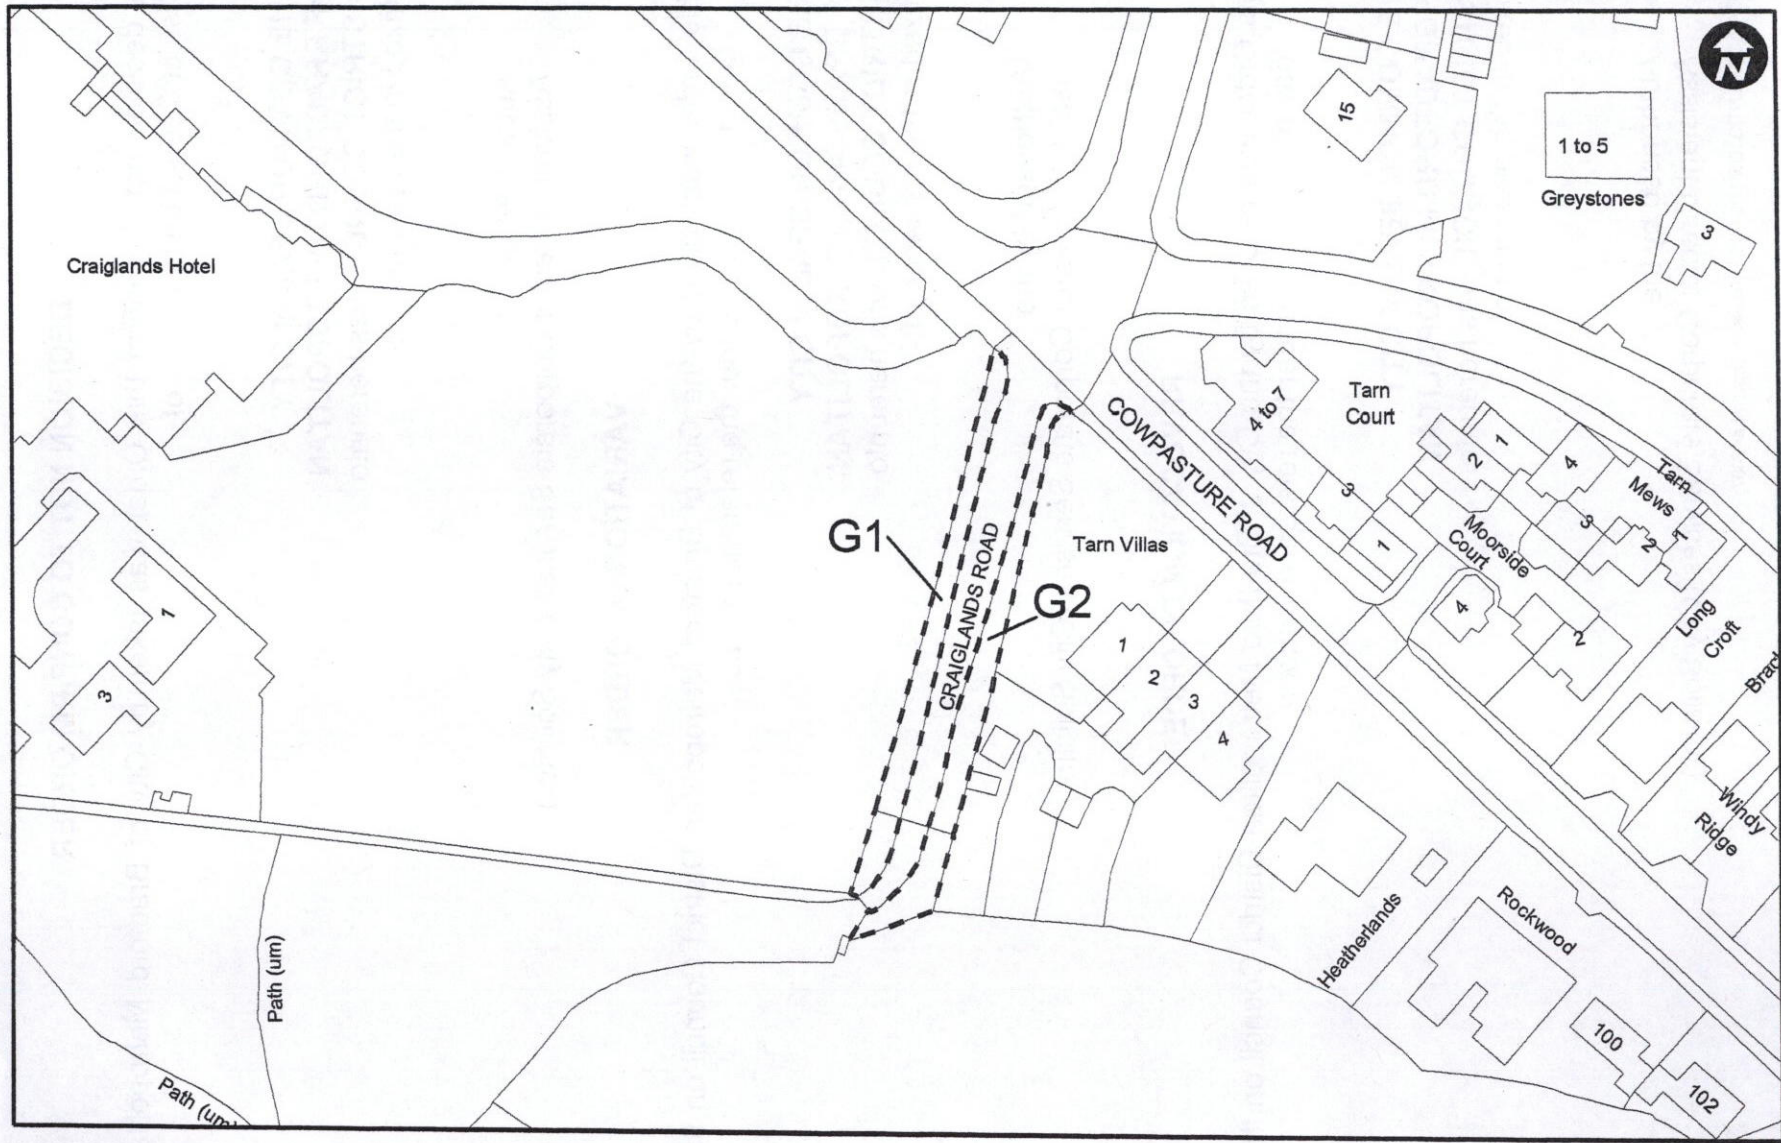 N
15
1 to 5
Greystones
3
Craiglands Hotel
4 to 7
Tarn
Court
COWPASTURE ROAD
1
2
4
Tarn
Mews
3
3
2
1
1
Moorside
Court
G1
CRAIGLANDS ROAD
Tarn Villas
G2
4
2
Long
Croft
Brac
1
2
3
4
1
3
Windy
Ridge
Heatherlands
Rockwood
Path (um)
Path (um)
100
102